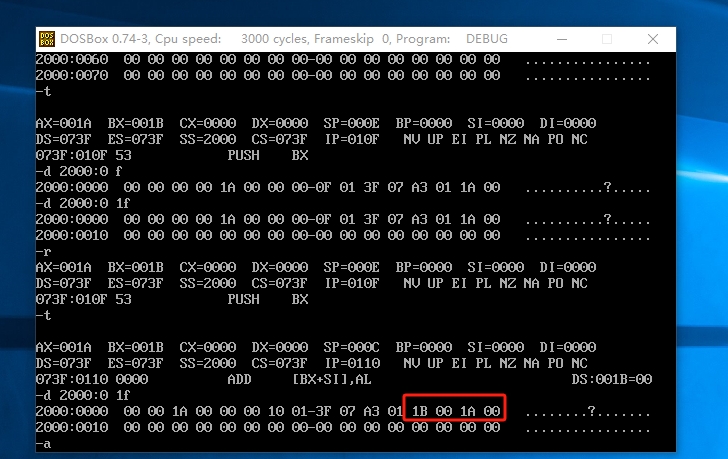 DOSBox 0.74-3, Cpu speed: 3000 cycles, Frameskip 0, Program: DEBUG
2000:0060 00 00 00 00 00 00 00 00-00 00 00 00 00 00 00 00 ................
2000:0070 00 00 00 00 00 00 00 00-00 00 00 00 00 00 00 00 ................
-t
AX=001A BX=001B CX=0000 DX=0000 SP=000E BP=0000 SI=0000 DI=0000
DS=073F ES=073F SS=2000 CS=073F IP=010F NV UP EI PL NZ NA PO NC
073F:010F 53 PUSH BX
-d 2000:0 f
2000:0000 00 00 00 00 1A 00 00 00-0F 01 3F 07 A3 01 1A 00 ..........?.....
-d 2000:0 1f
2000:0000 00 00 00 00 1A 00 00 00-0F 01 3F 07 A3 01 1A 00 ..........?.....
2000:0010 00 00 00 00 00 00 00 00-00 00 00 00 00 00 00 00 ................
-r
AX=001A BX=001B CX=0000 DX=0000 SP=000E BP=0000 SI=0000 DI=0000
DS=073F ES=073F SS=2000 CS=073F IP=010F NV UP EI PL NZ NA PO NC
073F:010F 53 PUSH BX
-t
AX=001A BX=001B CX=0000 DX=0000 SP=000C BP=0000 SI=0000 DI=0000
DS=073F ES=073F SS=2000 CS=073F IP=0110 NV UP EI PL NZ NA PO NC
073F:0110 0000 ADD [BX+SI],AL DS:001B=00
-d 2000:0 1f
2000:0000 00 00 1A 00 00 00 10 01-3F 07 A3 01 1B 00 1A 00 ........?.......
2000:0010 00 00 00 00 00 00 00 00-00 00 00 00 00 00 00 00 ................
-a